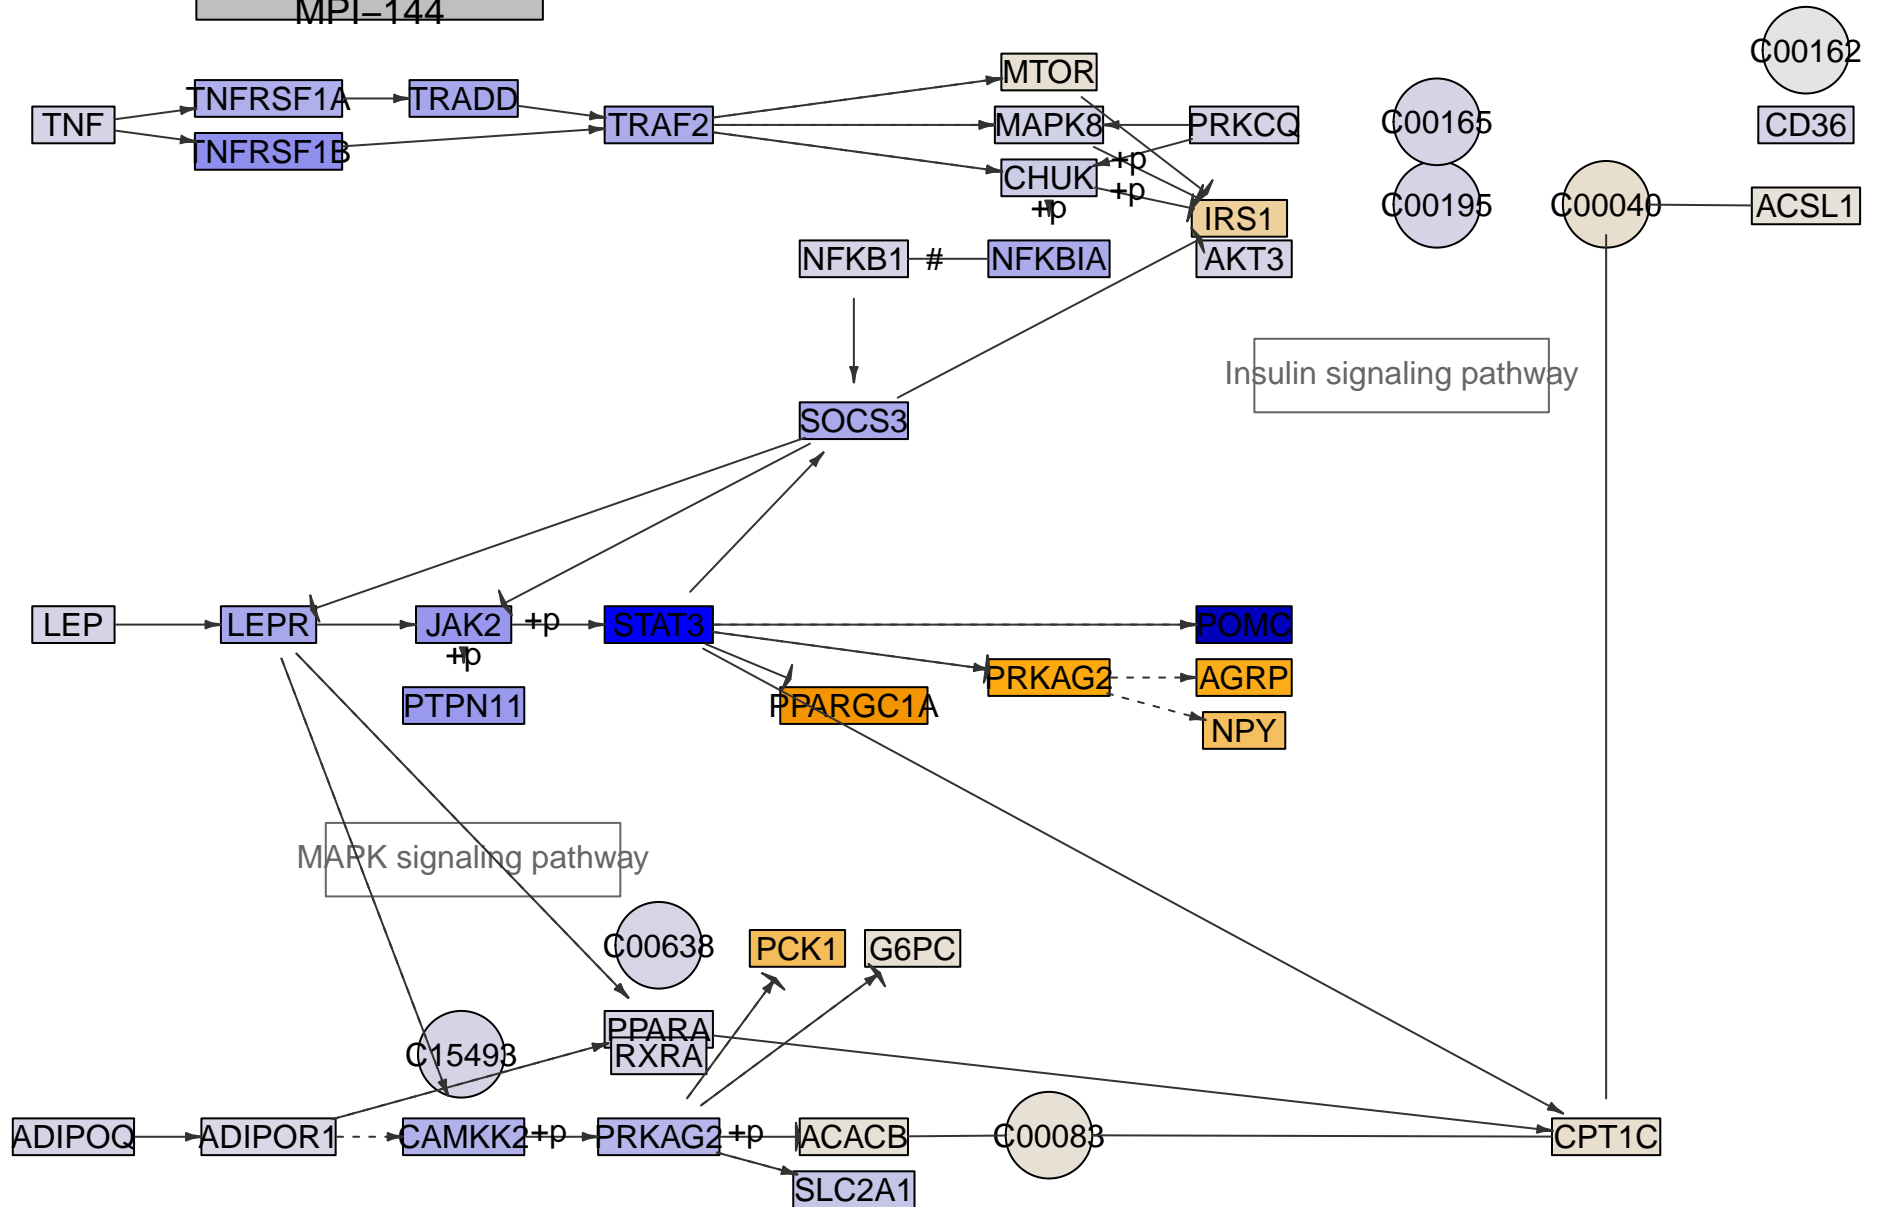 MPI−144
C00162
MTOR
TNFRSF1A
TRADD
TNF
TRAF2
MAPK8
PRKCQ
C00165
CD36
TNFRSF1B
+p
CHUK
+p
+p
IRS1
C00195
C00040
ACSL1
NFKB1
#
NFKBIA
AKT3
Insulin signaling pathway
SOCS3
LEP
LEPR
JAK2
+p
STAT3
POMC
+p
PRKAG2
AGRP
PTPN11
PPARGC1A
NPY
MAPK signaling pathway
C00638
PCK1
G6PC
PPARA
C15493
RXRA
ADIPOQ
ADIPOR1
CAMKK2
+p
PRKAG2
+p
ACACB
C00083
CPT1C
SLC2A1